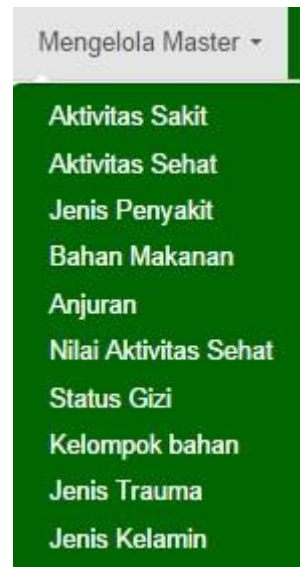 Mengelola Master
Aktivitas Sakit
Aktivitas Sehat
Jenis Penyakit
Bahan Makanan
Anjuran
Nilai Aktivitas Sehat
Status Gizi
Kelompok bahan
Jenis Trauma
Jenis Kelamin